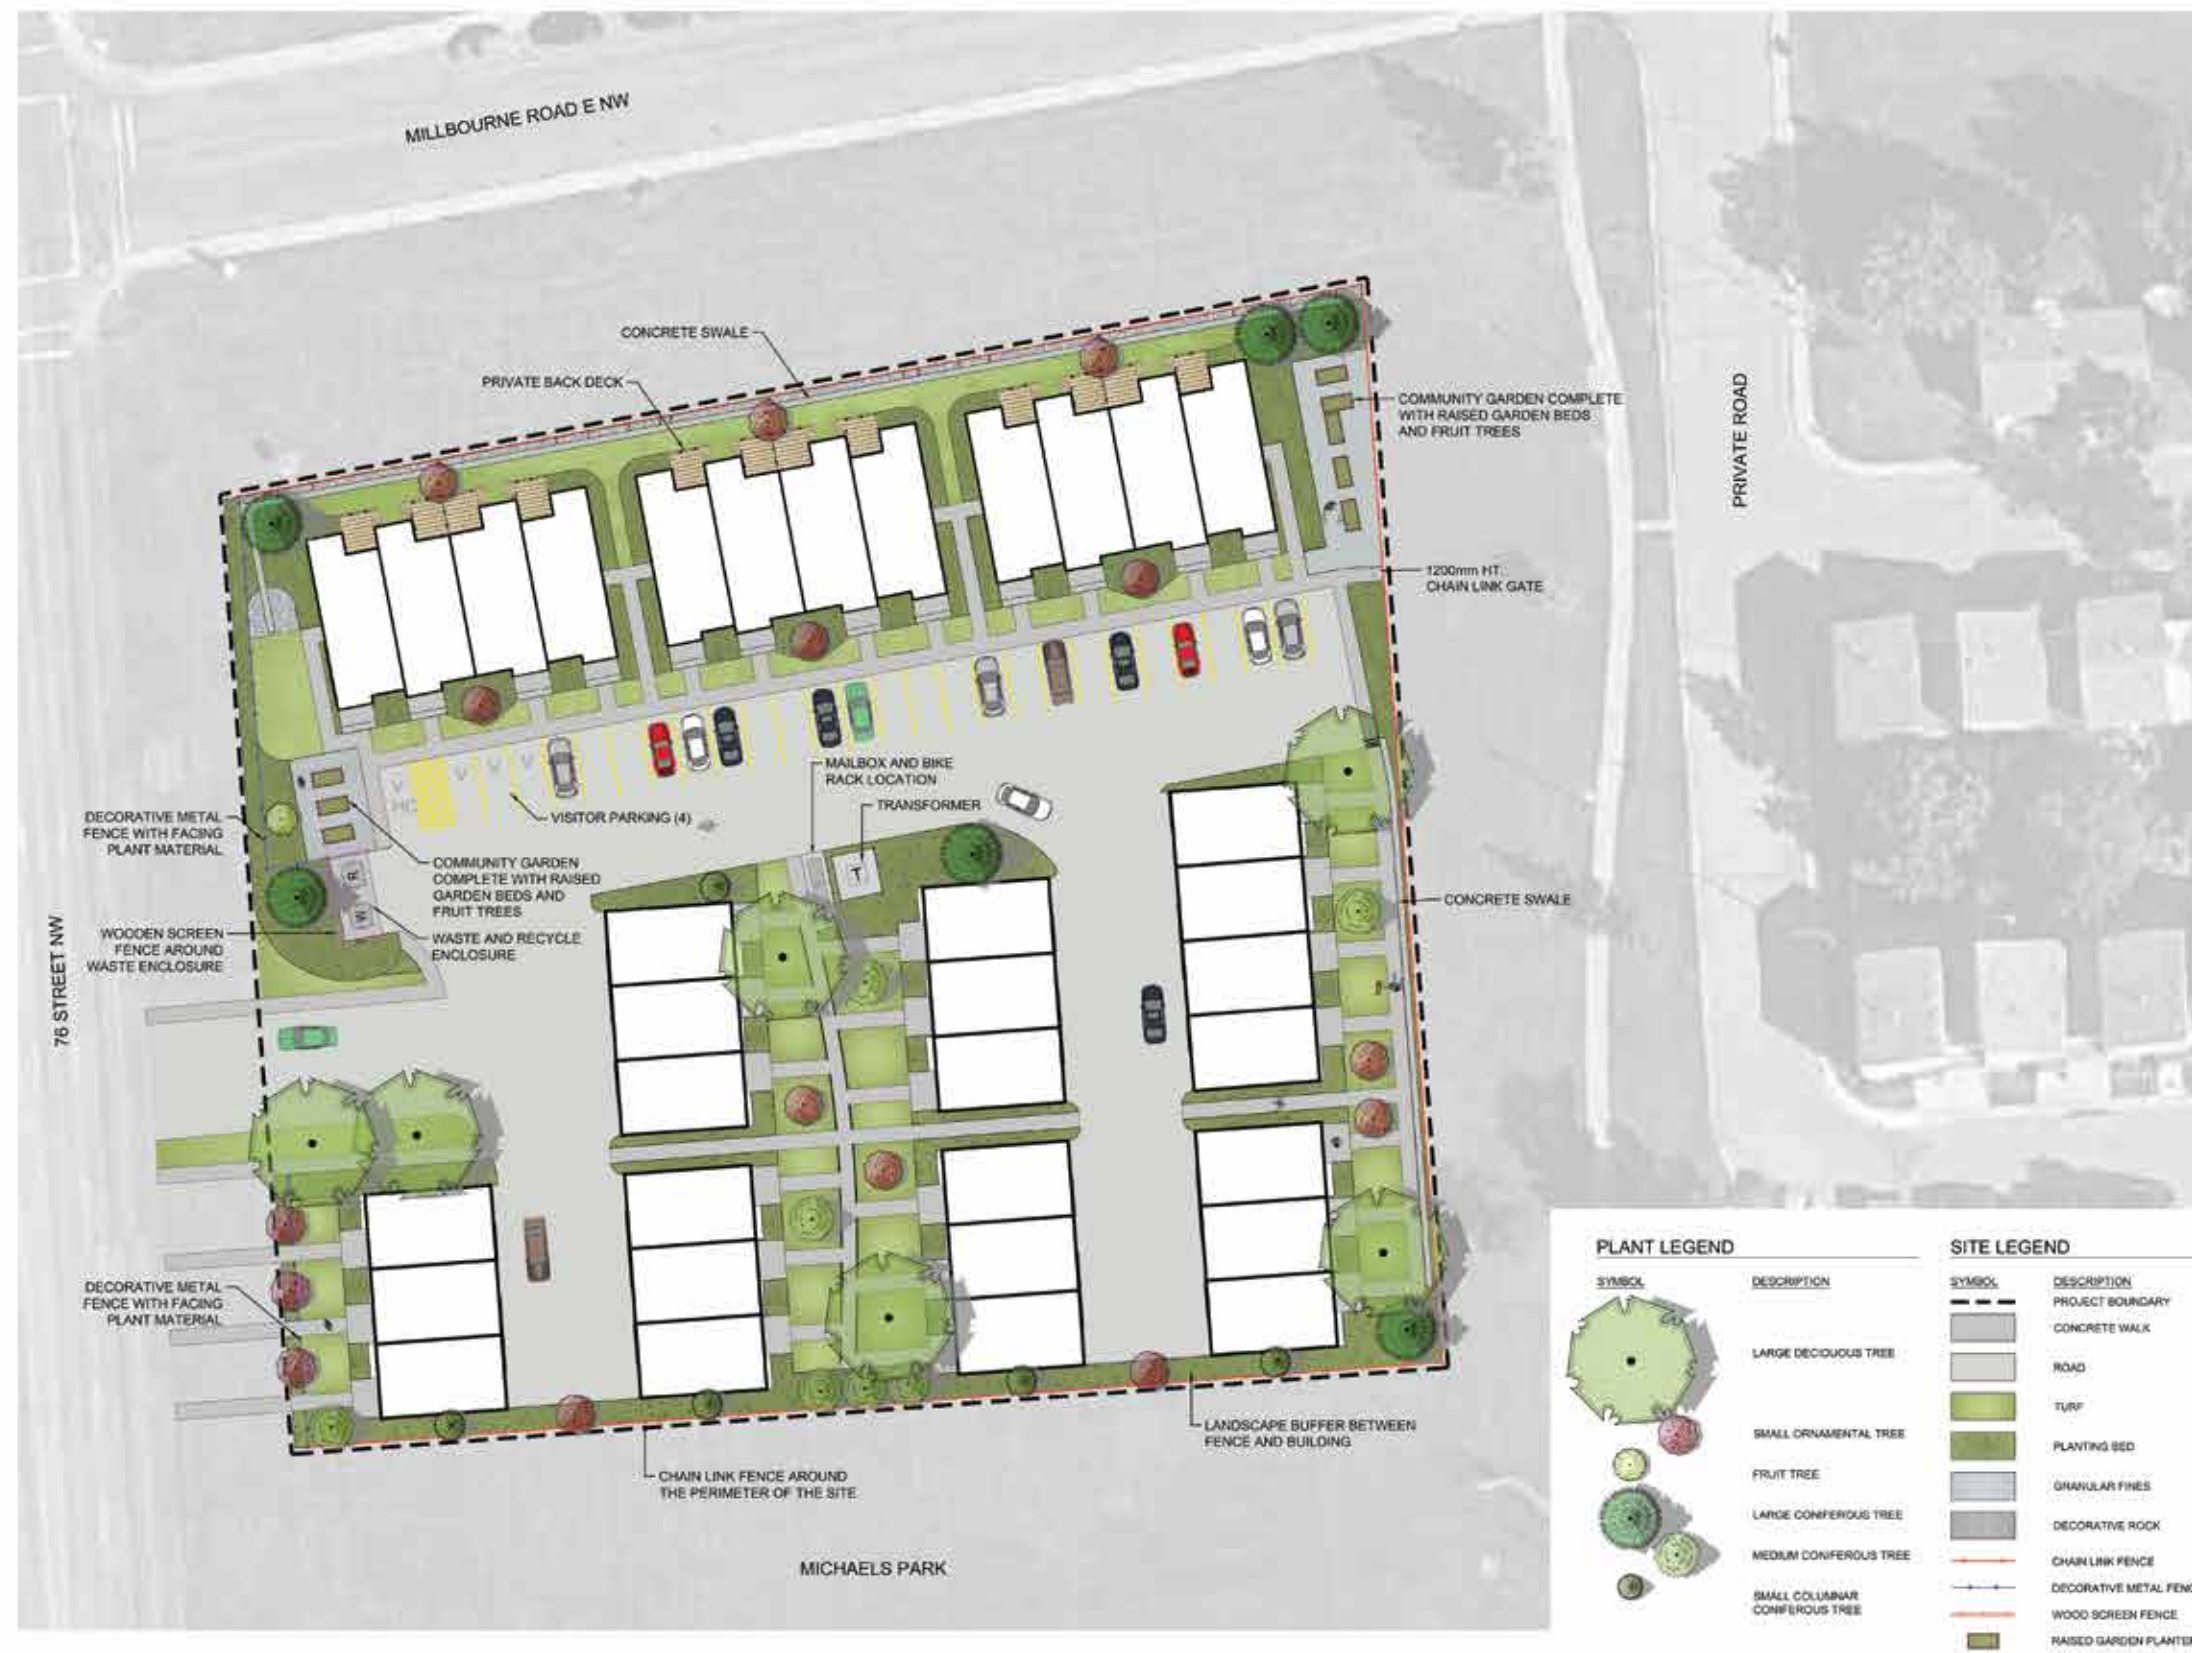 MILLBOURNE ROAD E NW
CONCRETE SWALE
PRIVATE BACK DECK
COMMUNITY GARDEN COMPLETE
WITH RAISED GARDEN BEDS
AND FRUIT TREES
PRIVATE ROAD
1200mm HT.
CHAIN LINK GATE
MAILBOX AND BIKE
RACK LOCATION
TRANSFORMER
T
V
HC
V
V
V
VISITOR PARKING (4)
DECORATIVE METAL
FENCE WITH FACING
PLANT MATERIAL
COMMUNITY GARDEN
COMPLETE WITH RAISED
GARDEN BEDS AND
FRUIT TREES
R
W
WOODEN SCREEN
FENCE AROUND
WASTE ENCLOSURE
WASTE AND RECYCLE
ENCLOSURE
CONCRETE SWALE
76 STREET NW
DECORATIVE METAL
FENCE WITH FACING
PLANT MATERIAL
LANDSCAPE BUFFER BETWEEN
FENCE AND BUILDING
CHAIN LINK FENCE AROUND
THE PERIMETER OF THE SITE
MICHAELS PARK
PLANT LEGEND
SYMBOL
DESCRIPTION
LARGE DECIDUOUS TREE
SMALL ORNAMENTAL TREE
FRUIT TREE
LARGE CONIFEROUS TREE
MEDIUM CONIFEROUS TREE
SMALL COLUMNAR
CONIFEROUS TREE
SITE LEGEND
SYMBOL
DESCRIPTION
PROJECT BOUNDARY
CONCRETE WALK
ROAD
TURF
PLANTING BED
GRANULAR FINES
DECORATIVE ROCK
CHAIN LINK FENCE
DECORATIVE METAL FENC
WOOD SCREEN FENCE
RAISED GARDEN PLANTER